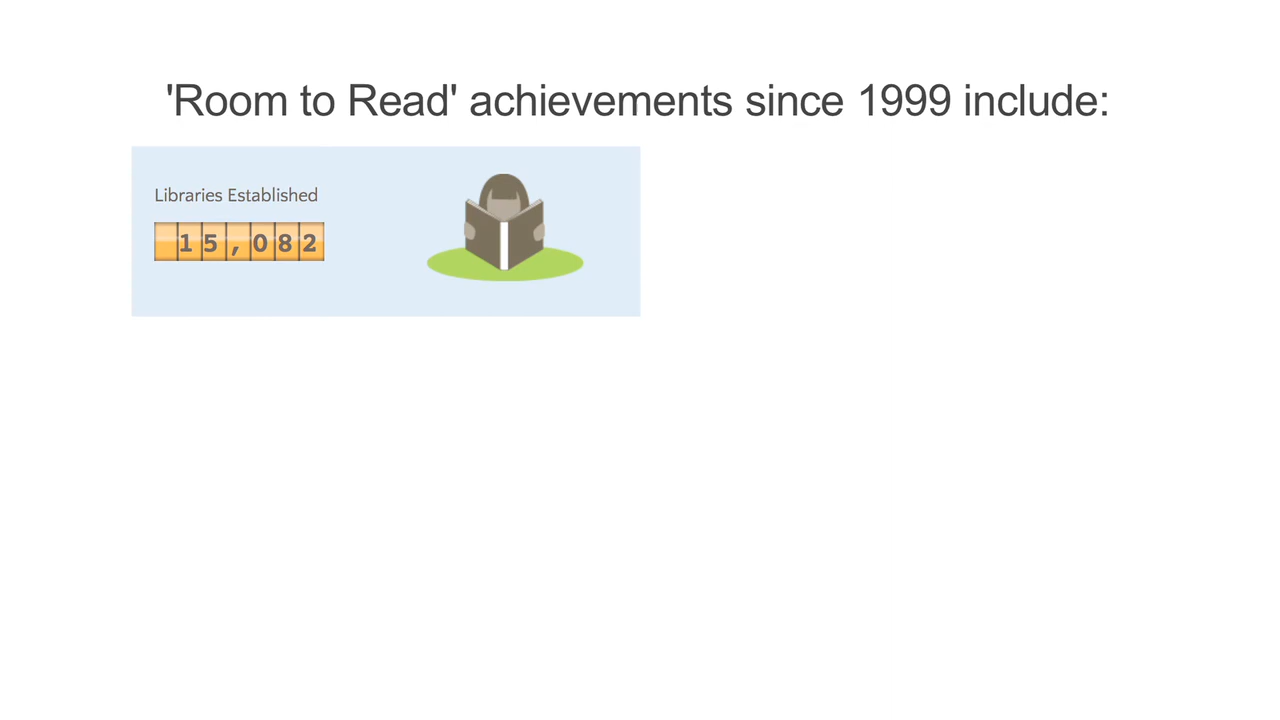 'Room to Read' achievements since 1999 include:
Libraries Established
15,082